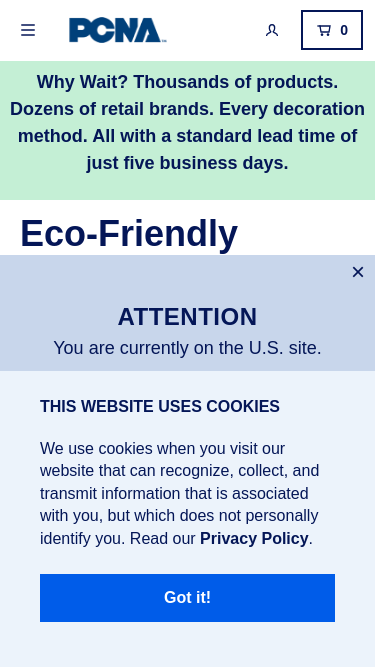 PCNA
0
Why Wait? Thousands of products.
Dozens of retail brands. Every decoration
method. All with a standard lead time of
just five business days.
Eco-Friendly
×
ATTENTION
You are currently on the U.S. site.
THIS WEBSITE USES COOKIES
We use cookies when you visit our
website that can recognize, collect, and
transmit information that is associated
with you, but which does not personally
identify you. Read our Privacy Policy.
Got it!